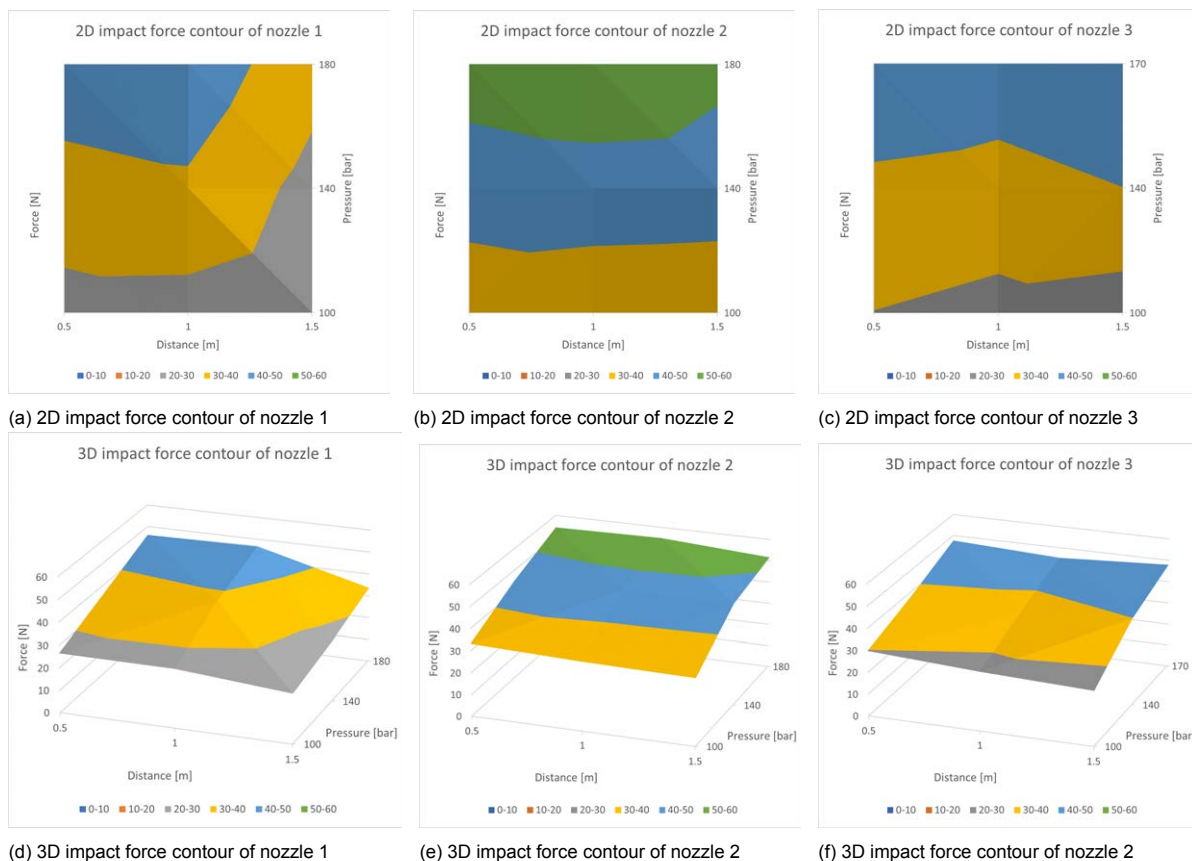 2D impact force contour of nozzle 1
Force [N]
180
140
100
Pressure [bar]
0.5
1
1.5
Distance [m]
0-10 10-20 20-30 30-40 40-50 50-60
(a) 2D impact force contour of nozzle 1
2D impact force contour of nozzle 2
Force [N]
180
140
100
Pressure [bar]
0.5
1
1.5
Distance [m]
0-10 10-20 20-30 30-40 40-50 50-60
(b) 2D impact force contour of nozzle 2
2D impact force contour of nozzle 3
Force [N]
170
140
100
Pressure [bar]
0.5
1
1.5
Distance [m]
0-10 10-20 20-30 30-40 40-50 50-60
(c) 2D impact force contour of nozzle 3
3D impact force contour of nozzle 1
60
50
40
30
20
10
0
Force [N]
180
140
100
Pressure [bar]
0.5
1
1.5
Distance [m]
0-10 10-20 20-30 30-40 40-50 50-60
(d) 3D impact force contour of nozzle 1
3D impact force contour of nozzle 2
60
50
40
30
20
10
0
Force [N]
180
140
100
Pressure [bar]
0.5
1
1.5
Distance [m]
0-10 10-20 20-30 30-40 40-50 50-60
(e) 3D impact force contour of nozzle 2
3D impact force contour of nozzle 3
60
50
40
30
20
10
0
Force [N]
170
140
100
Pressure [bar]
0.5
1
1.5
Distance [m]
0-10 10-20 20-30 30-40 40-50 50-60
(f) 3D impact force contour of nozzle 2